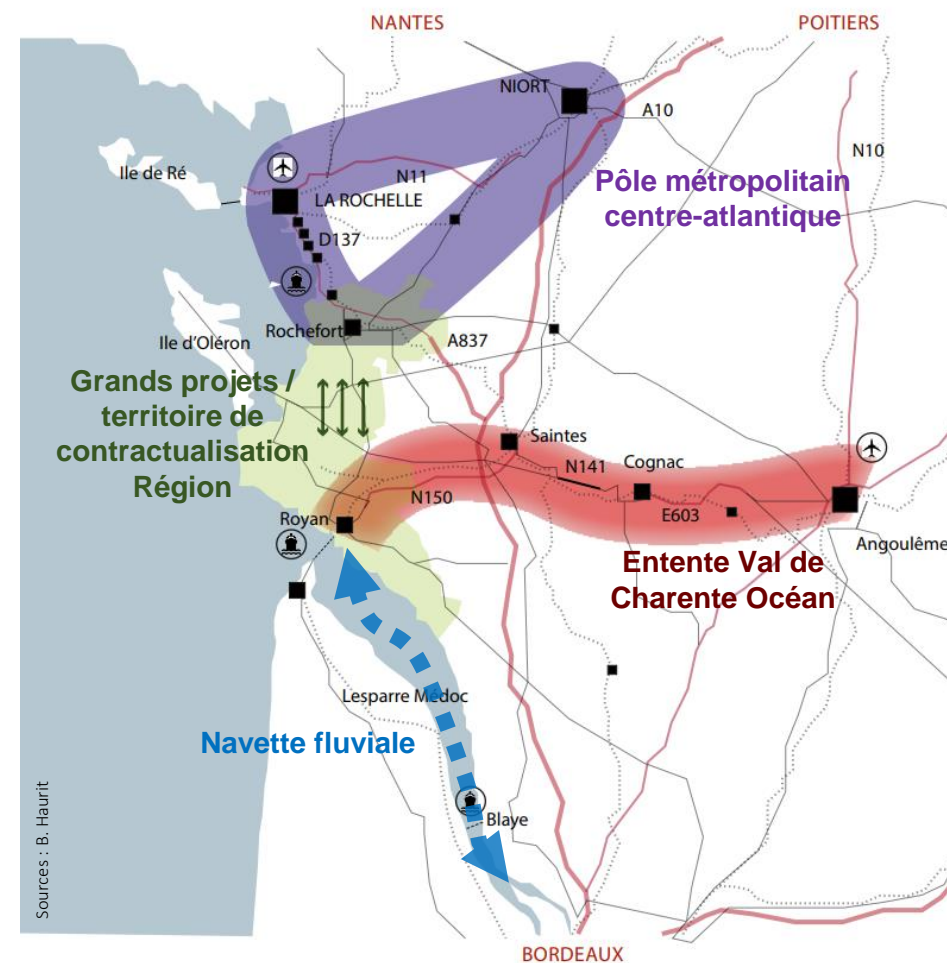 NANTES
POITIERS
NIORT
A10
N10
Ile de Ré
N11
Pôle métropolitain
centre-atlantique
LA ROCHELLE
D137
Rochefort
A837
Ile d'Oléron
Grands projets /
territoire de
contractualisation
Région
Saintes
N141
Cognac
N150
E603
Royan
Angoulême
Entente Val de
Charente Océan
Lesparre Médoc
Navette fluviale
Blaye
Sources : B. Haurit
BORDEAUX